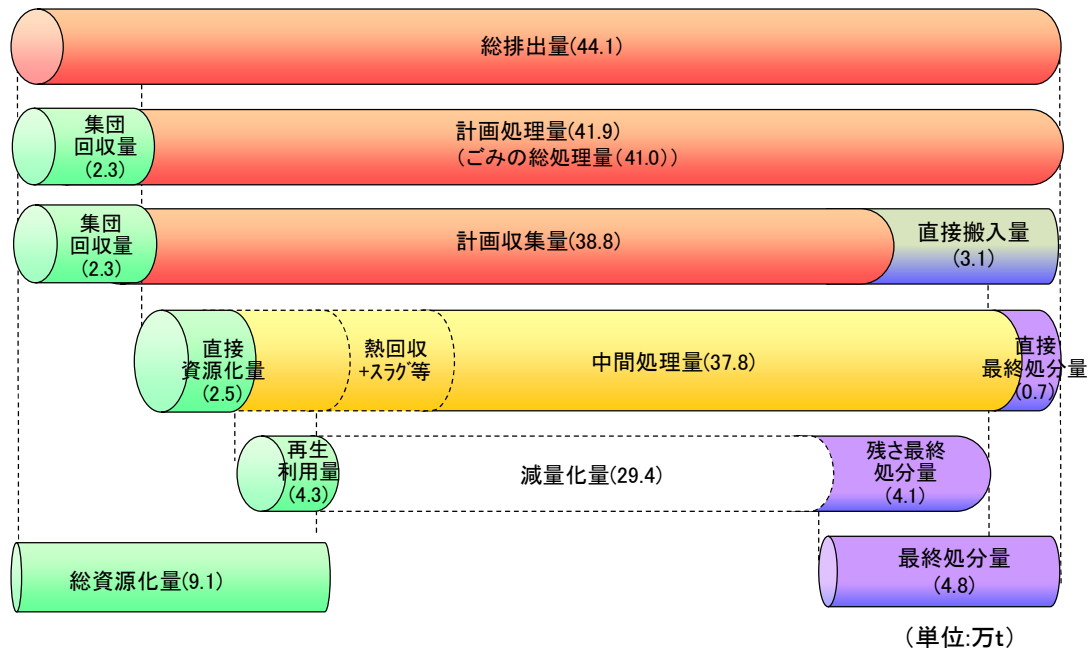 総排出量(44.1)
集団
回収量
(2.3)
計画処理量(41.9)
(ごみの総処理量(41.0))
集団
回収量
(2.3)
計画収集量(38.8)
直接搬入量
(3.1)
直接
資源化量
(2.5)
熱回収
+スラグ等
中間処理量(37.8)
直接
最終処分量
(0.7)
再生
利用量
(4.3)
減量化量(29.4)
残さ最終
処分量
(4.1)
総資源化量(9.1)
最終処分量
(4.8)
(単位:万t)